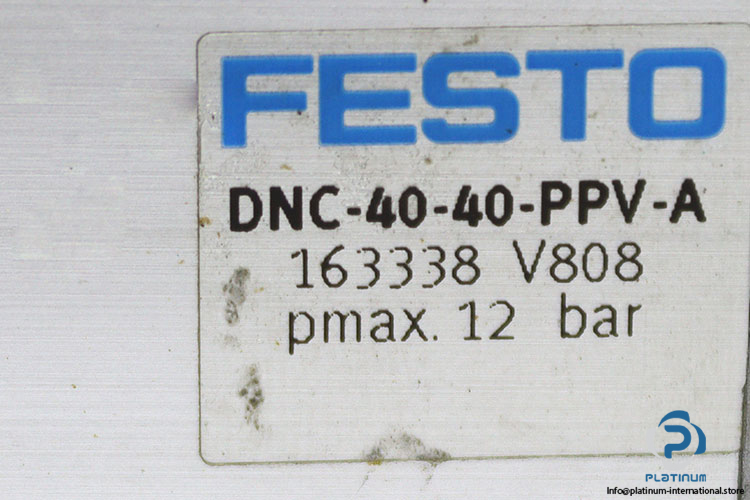 FESTO
DNC-40-40-PPV-A
163338 V808
pmax. 12 bar
PLATINUM
Info@platinum-international.store